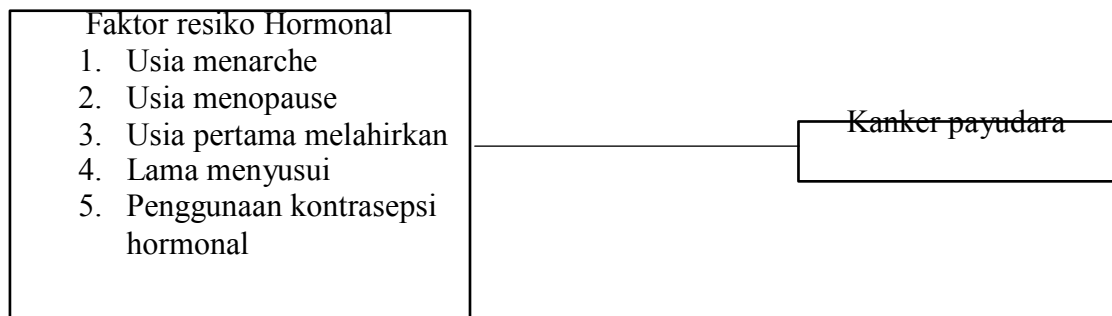 Faktor resiko Hormonal
1. Usia menarche
2. Usia menopause
3. Usia pertama melahirkan
4. Lama menyusui
5. Penggunaan kontrasepsi
hormonal
Kanker payudara